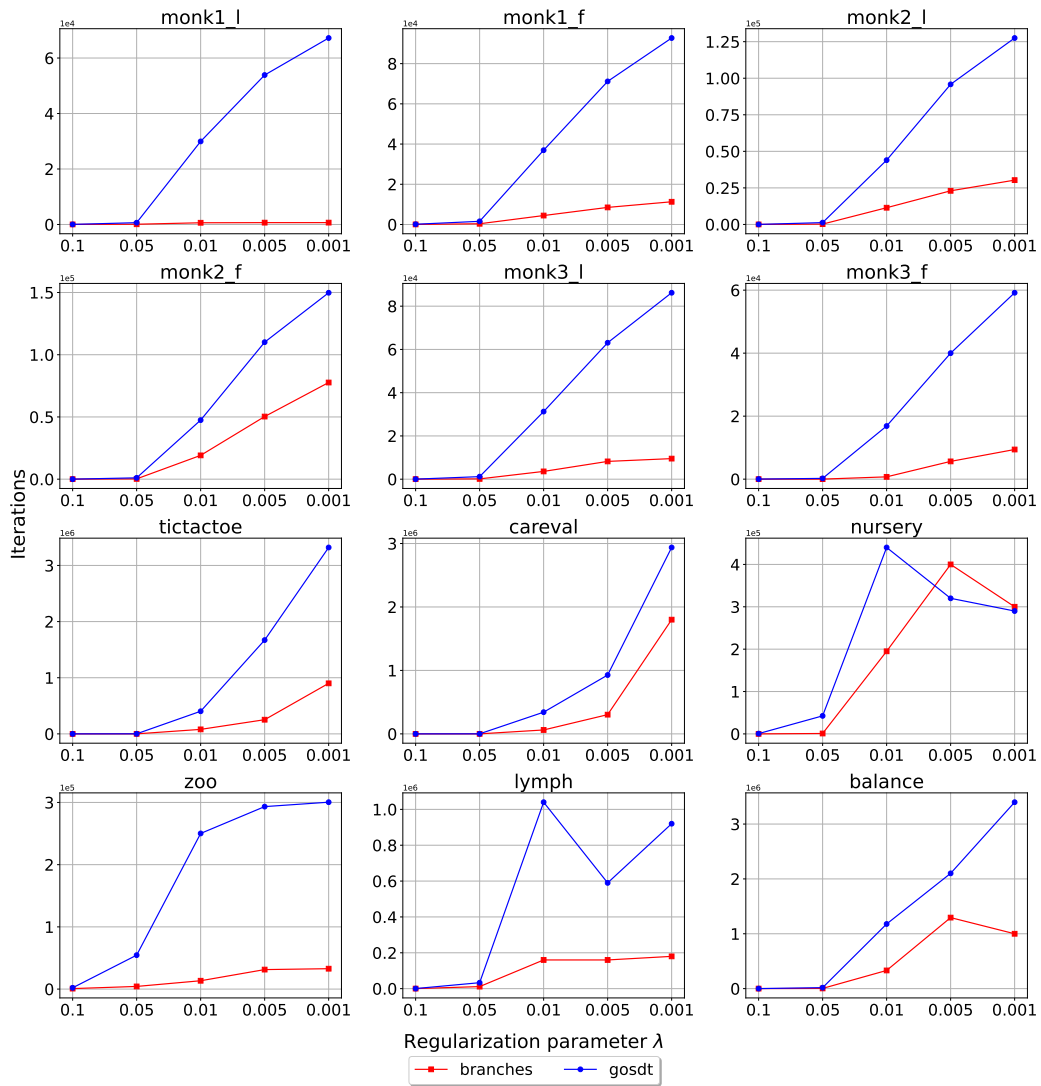 monk1_l
monk1_f
monk2_l
1e4
6
4
2
0
0.1 0.05 0.01 0.005 0.001
1e4
8
6
4
2
0
0.1 0.05 0.01 0.005 0.001
1e5
1.25
1.00
0.75
0.50
0.25
0.00
0.1 0.05 0.01 0.005 0.001
monk2_f
monk3_l
monk3_f
1e5
1.5
1.0
0.5
0.0
0.1 0.05 0.01 0.005 0.001
1e4
8
6
4
2
0
0.1 0.05 0.01 0.005 0.001
1e4
6
4
2
0
0.1 0.05 0.01 0.005 0.001
Iterions
tictactoe
careval
nursery
1e6
3
2
1
0
0.1 0.05 0.01 0.005 0.001
1e6
3
2
1
0
0.1 0.05 0.01 0.005 0.001
1e5
4
3
2
1
0
0.1 0.05 0.01 0.005 0.001
zoo
lymph
balance
1e5
3
2
1
0
0.1 0.05 0.01 0.005 0.001
1e6
1.0
0.8
0.6
0.4
0.2
0.0
0.1 0.05 0.01 0.005 0.001
1e6
3
2
1
0
0.1 0.05 0.01 0.005 0.001
Regularization parameter λ
branches gosdt